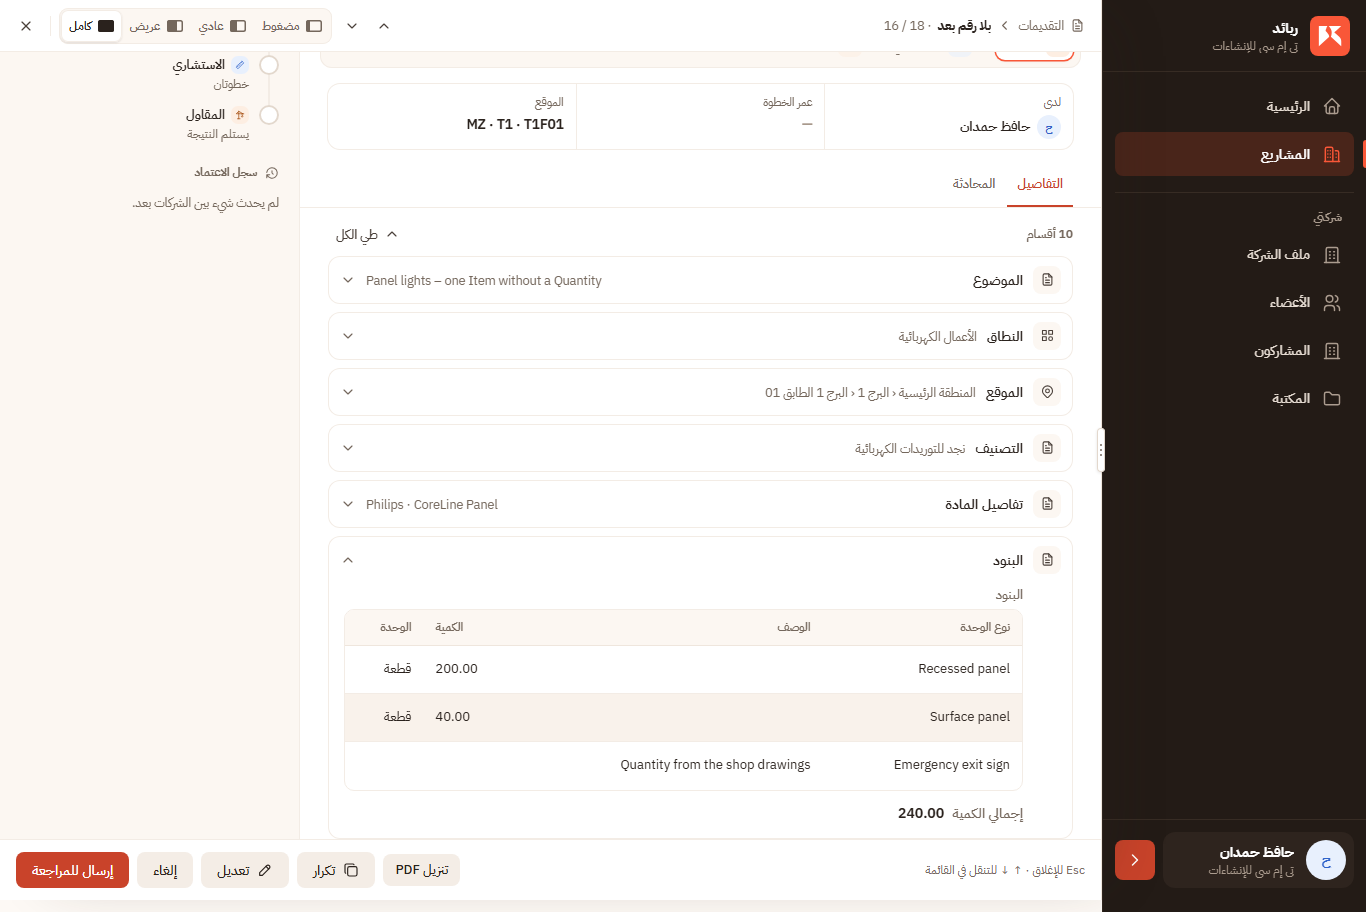 ربائد
تي إم سي للإنشاءات
الرئيسية
المشاريع
شركتي
ملف الشركة
الأعضاء
المشاركون
المكتبة
حافظ حمدان
تي إم سي للإنشاءات
ح
التقديمات
بلا رقم بعد · 18 / 16
مضغوط
عادي
عريض
كامل
لدى
ح
حافظ حمدان
عمر الخطوة
—
الموقع
MZ · T1 · T1F01
التفاصيل
المحادثة
10 أقسام
طي الكل
الموضوع
Panel lights – one Item without a Quantity
النطاق
الأعمال الكهربائية
الموقع
المنطقة الرئيسية › البرج 1 › البرج 1 الطابق 01
التصنيف
نجد للتوريدات الكهربائية
تفاصيل المادة
Philips · CoreLine Panel
البنود
البنود
نوع الوحدة الوصف الكمية الوحدة
Recessed panel 200.00 قطعة
Surface panel 40.00 قطعة
Emergency exit sign Quantity from the shop drawings
إجمالي الكمية 240.00
الاستشاري
خطوتان
المقاول
يستلم النتيجة
سجل الاعتماد
لم يحدث شيء بين الشركات بعد.
Esc للإغلاق · ↑ ↓ للتنقل في القائمة
تنزيل PDF
تكرار
تعديل
إلغاء
إرسال للمراجعة